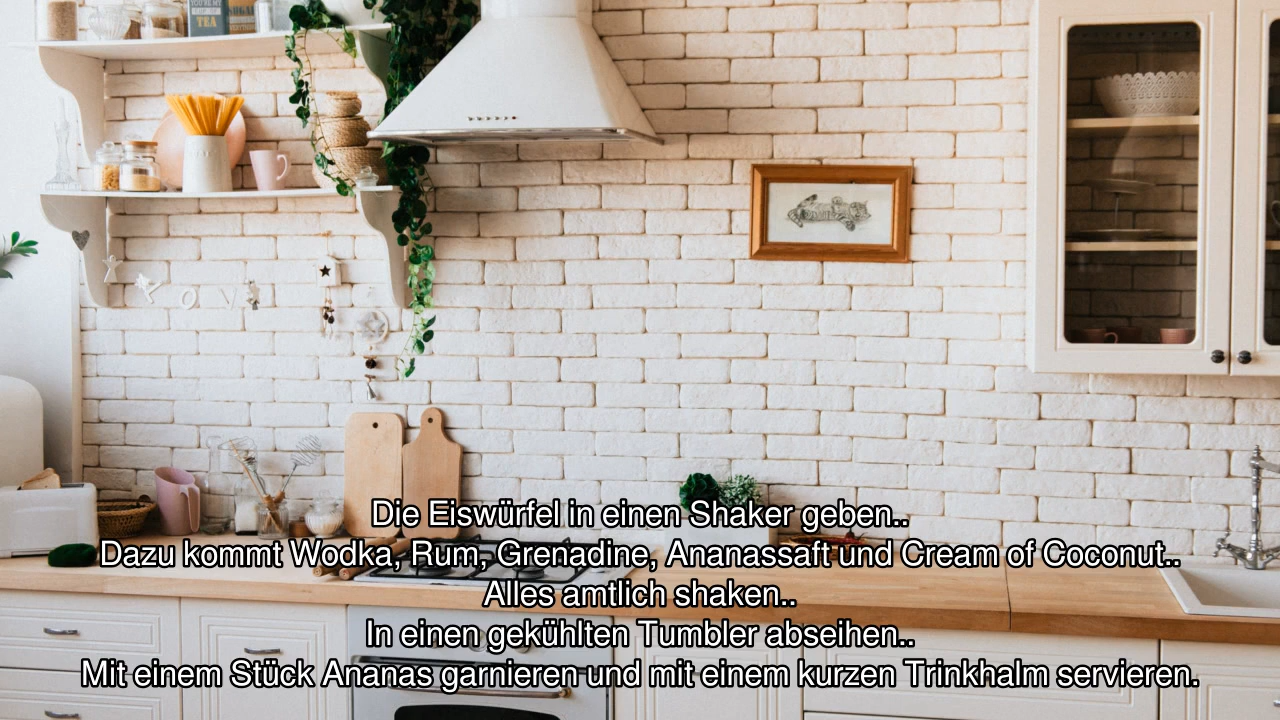 TEA
Die Eiswürfel in einen Shaker geben..
Dazu kommt Wodka, Rum, Grenadine, Ananassaft und Cream of Coconut..
Alles amtlich shaken..
In einen gekühlten Tumbler abseihen..
Mit einem Stück Ananas garnieren und mit einem kurzen Trinkhalm servieren.